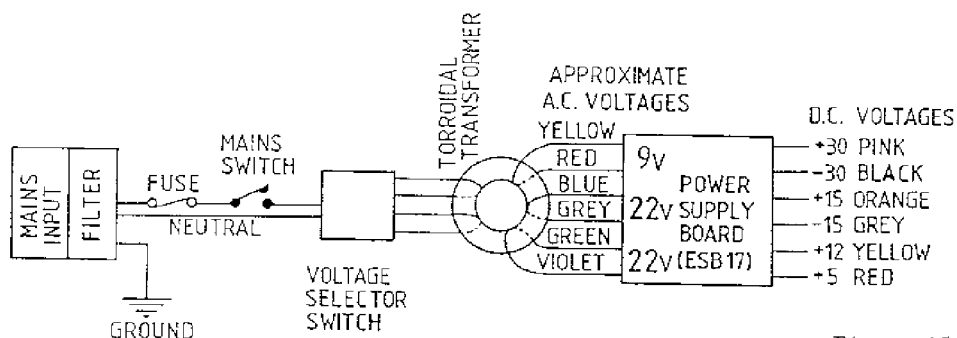 MAINS
INPUT
FILTER
FUSE
MAINS
SWITCH
NEUTRAL
GROUND
VOLTAGE
SELECTOR
SWITCH
TORROIDAL
TRANSFORMER
APPROXIMATE
A.C. VOLTAGES
YELLOW
RED
BLUE
GREY
GREEN
VIOLET
9V
22V
22V
POWER
SUPPLY
BOARD
(ESB17)
D.C. VOLTAGES
+30 PINK
-30 BLACK
+15 ORANGE
-15 GREY
+12 YELLOW
+5 RED